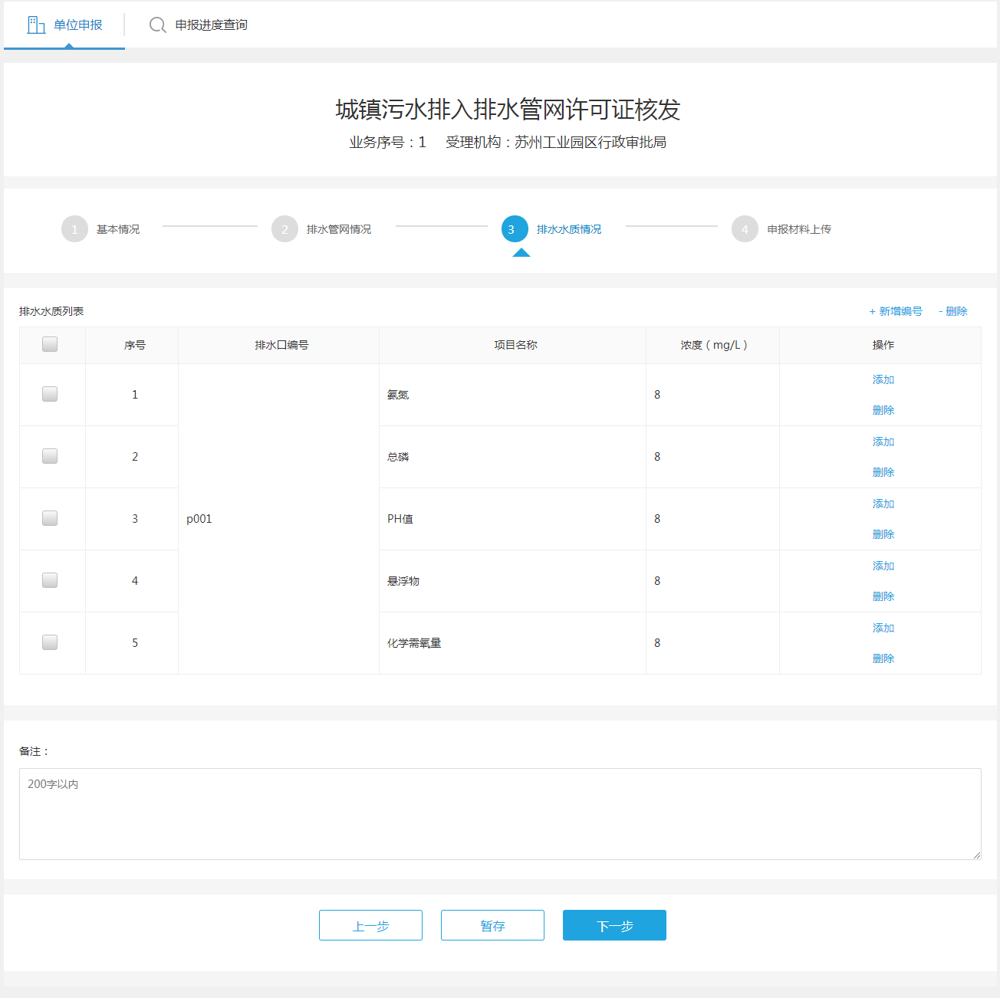 单位申报 申报进度查询
城镇污水排入排水管网许可证核发
业务序号：1 受理机构：苏州工业园区行政审批局
1 基本情况 2 排水管网情况 3 排水水质情况 4 申报材料上传
排水水质列表 + 新增编号 - 删除
序号 排水口编号 项目名称 浓度（mg/L） 操作
1 氨氮 8 添加
删除
2 总磷 8 添加
删除
3 p001 PH值 8 添加
删除
4 悬浮物 8 添加
删除
5 化学需氧量 8 添加
删除
备注：
200字以内
上一步 暂存 下一步